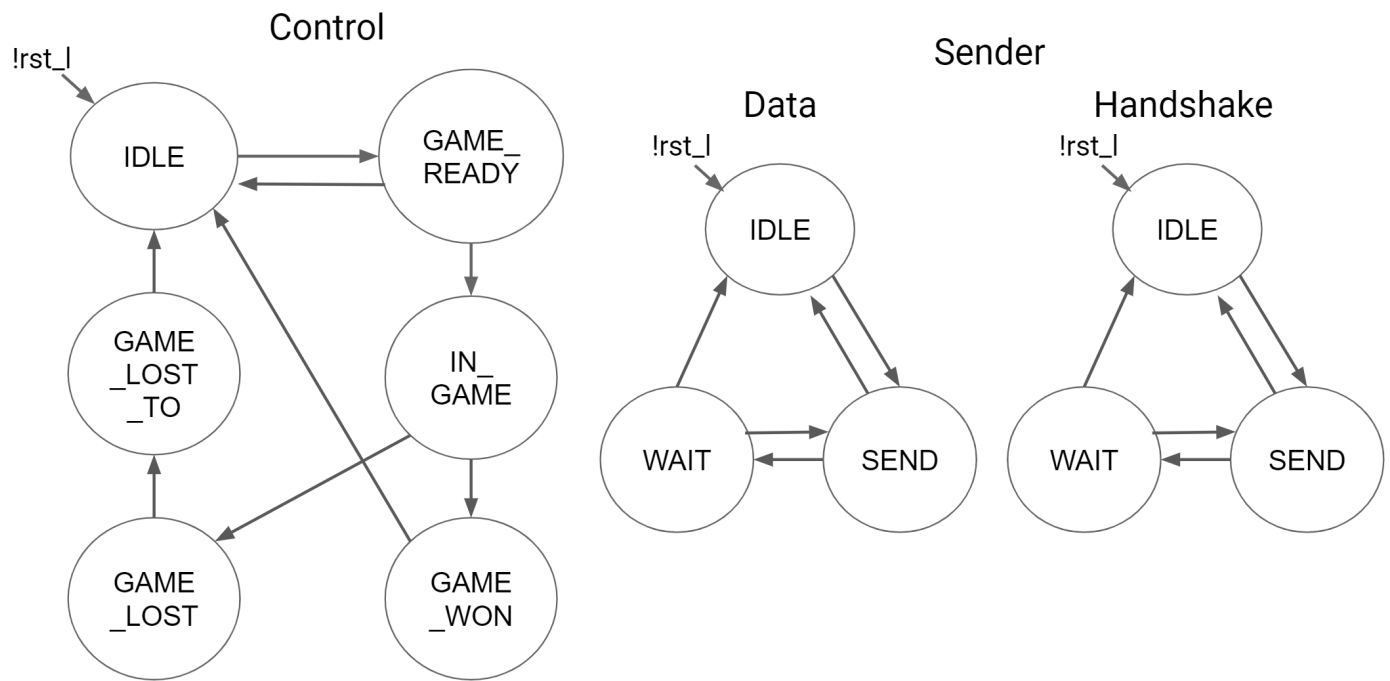 Control
!rst_l
IDLE
GAME_
READY
GAME
_LOST
_TO
IN_
GAME
GAME
_LOST
GAME
_WON
Sender
Data
!rst_l
IDLE
WAIT
SEND
Handshake
!rst_l
IDLE
WAIT
SEND